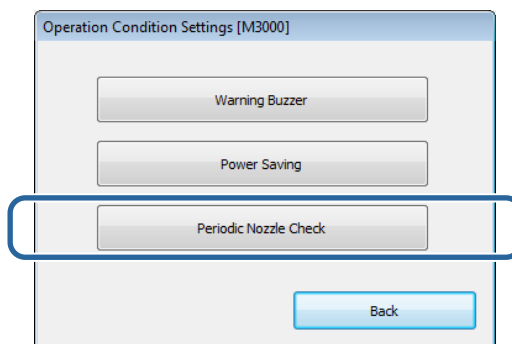 Operation Condition Settings [M3000]
Warning Buzzer
Power Saving
Periodic Nozzle Check
Back